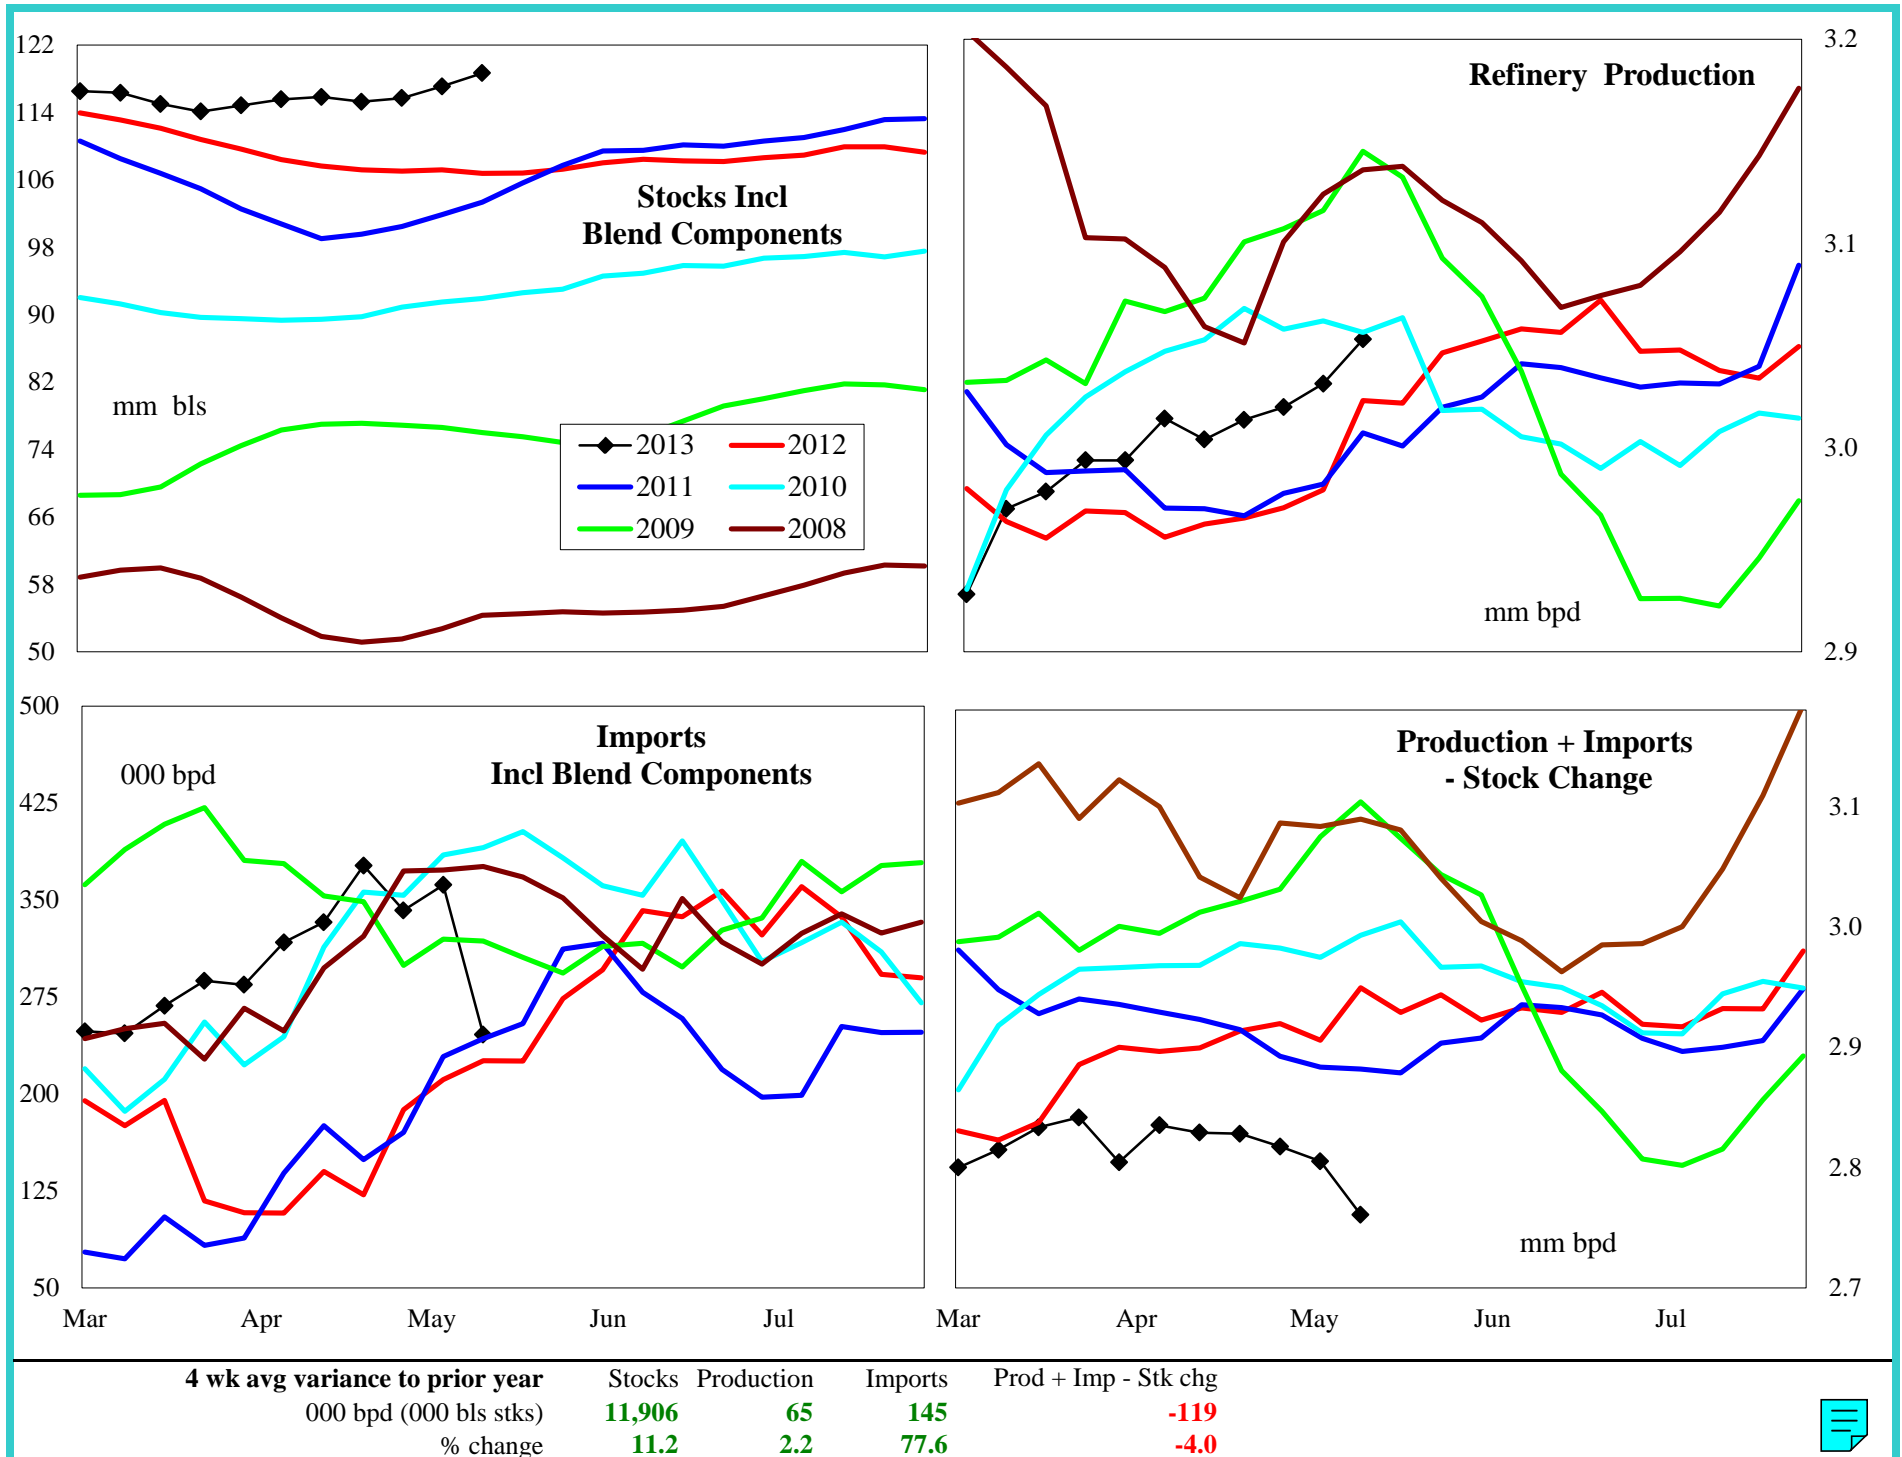 122
114
106
98
90
82
74
66
58
50
Stocks Incl
Blend Components
mm bls
2013
2012
2011
2010
2009
2008
Refinery Production
mm bpd
3.2
3.1
3.0
2.9
500
425
350
275
200
125
50
000 bpd
Imports
Incl Blend Components
Mar Apr May Jun Jul
Production + Imports
- Stock Change
mm bpd
3.1
3.0
2.9
2.8
2.7
Mar Apr May Jun Jul
4 wk avg variance to prior year Stocks Production Imports Prod + Imp - Stk chg
000 bpd (000 bls stks) 11,906 65 145 -119
% change 11.2 2.2 77.6 -4.0